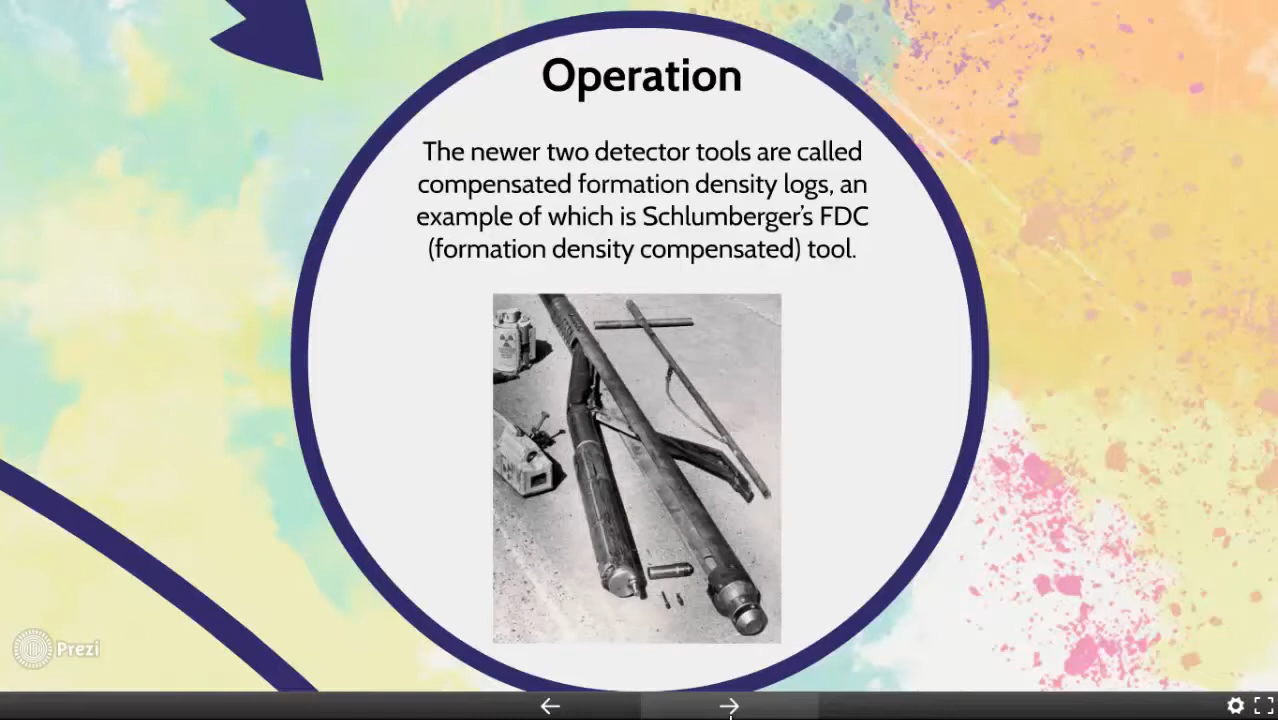 Operation
The newer two detector tools are called
compensated formation density logs, an
example of which is Schlumberger’s FDC
(formation density compensated) tool.
Prezi